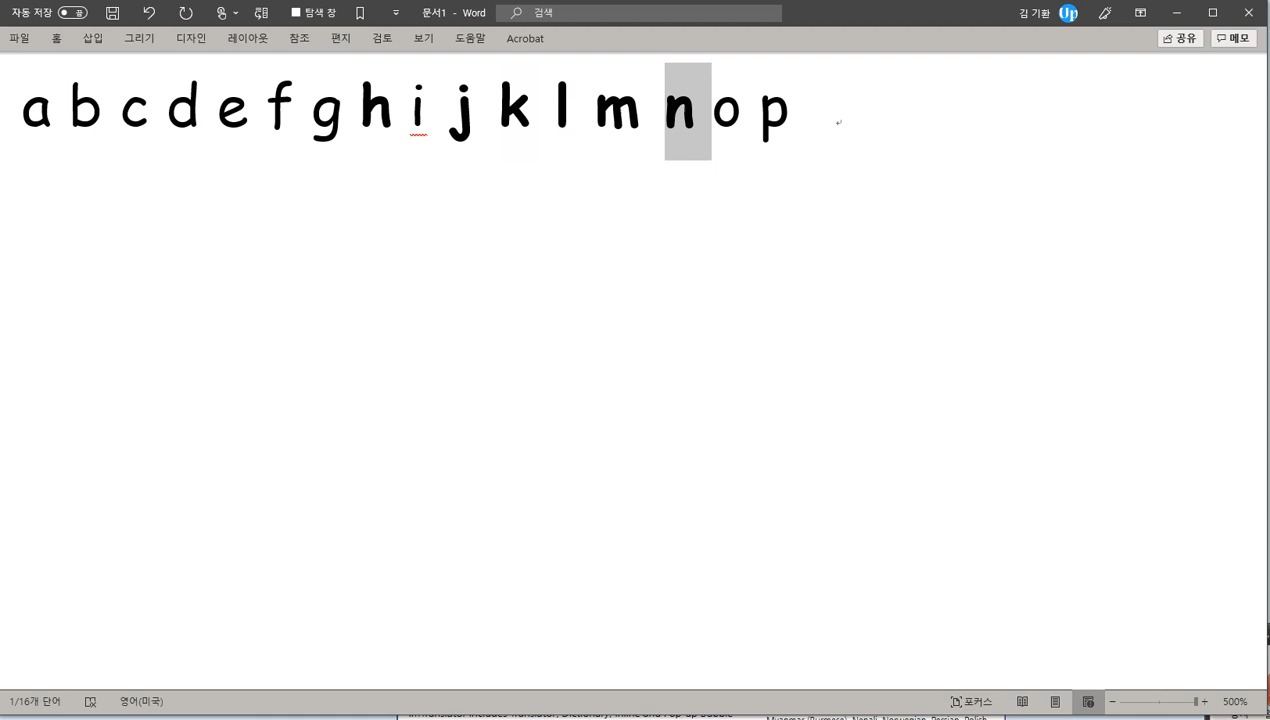 자동 저장 끔 탐색 창 문서1 - Word 검색 김 기환 Up
파일 홈 삽입 그리기 디자인 레이아웃 참조 편지 검토 보기 도움말 Acrobat 공유 메모
a b c d e f g h i j k l m n o p
1/16개 단어 영어(미국) 포커스 500%